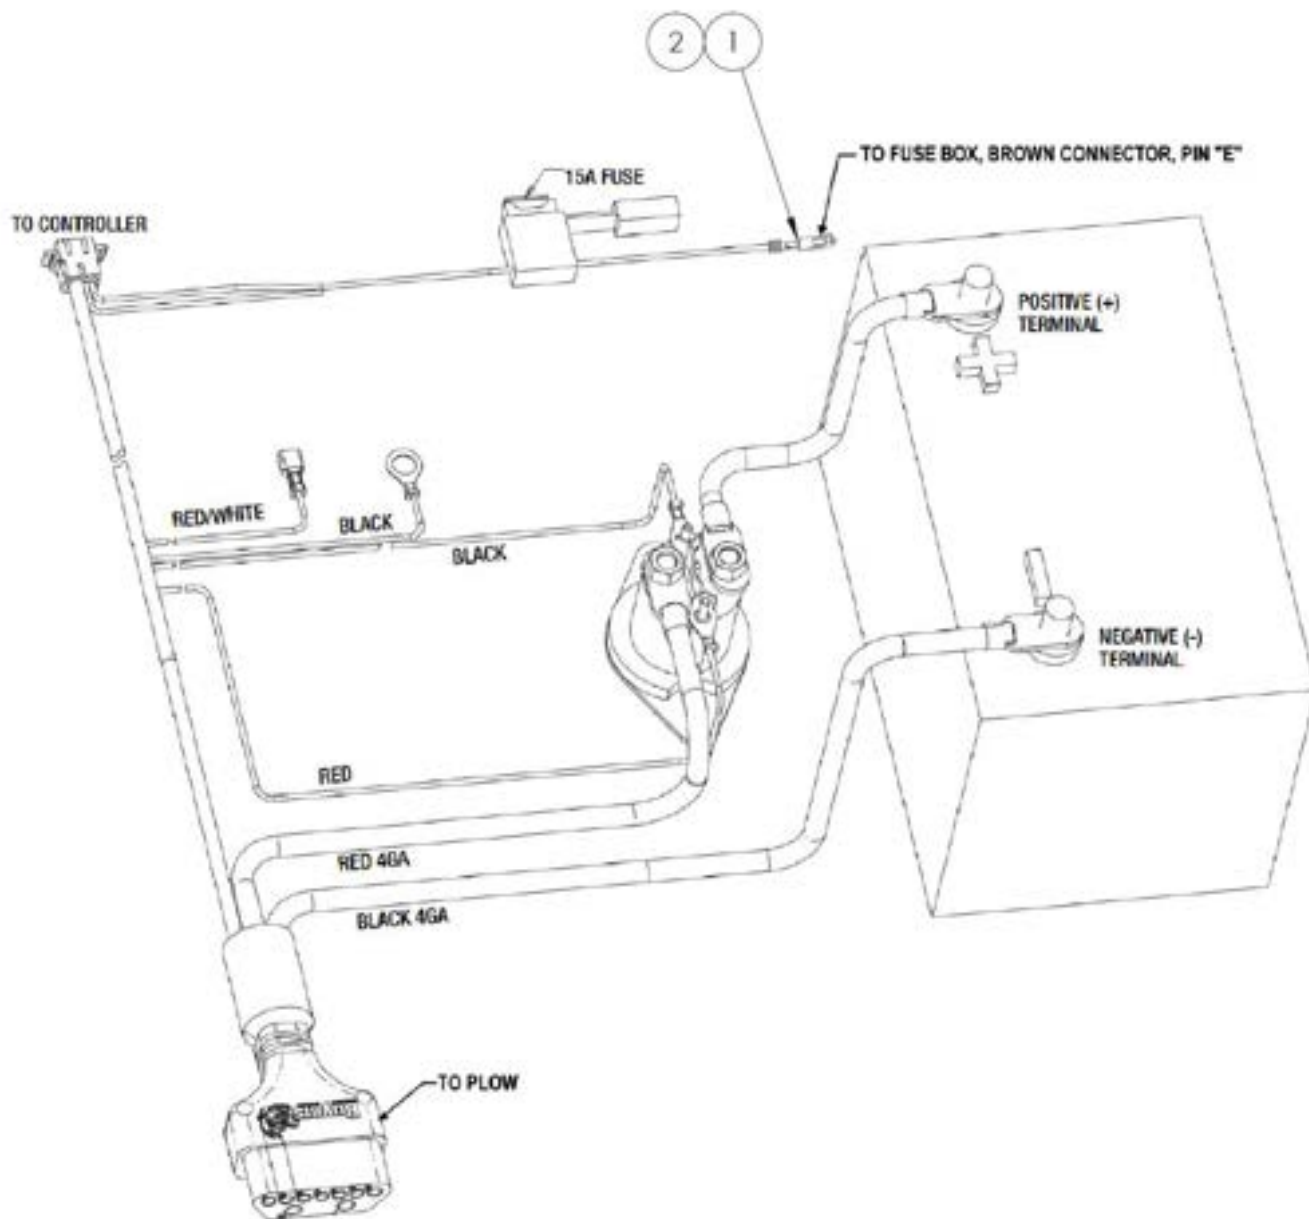 2 1
TO FUSE BOX, BROWN CONNECTOR, PIN "E"
15A FUSE
TO CONTROLLER
POSITIVE (+)
TERMINAL
RED/WHITE
BLACK
BLACK
NEGATIVE (-)
TERMINAL
RED
RED 4GA
BLACK 4GA
TO PLOW